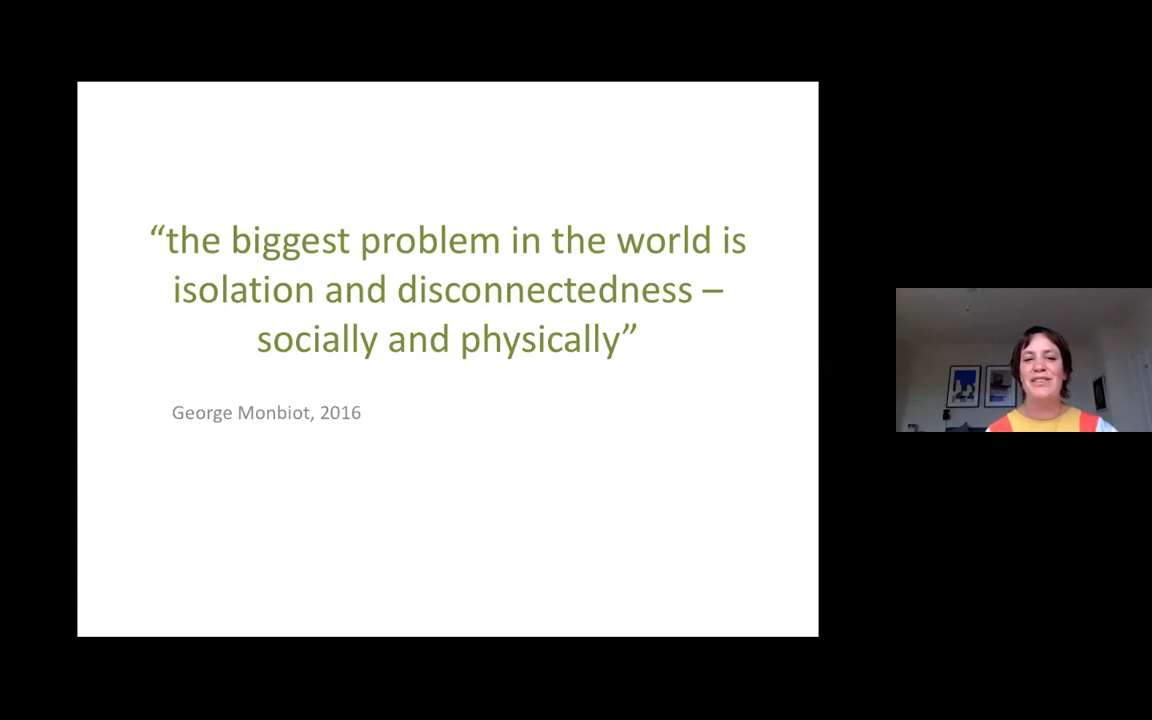 “the biggest problem in the world is
isolation and disconnectedness –
socially and physically”
George Monbiot, 2016